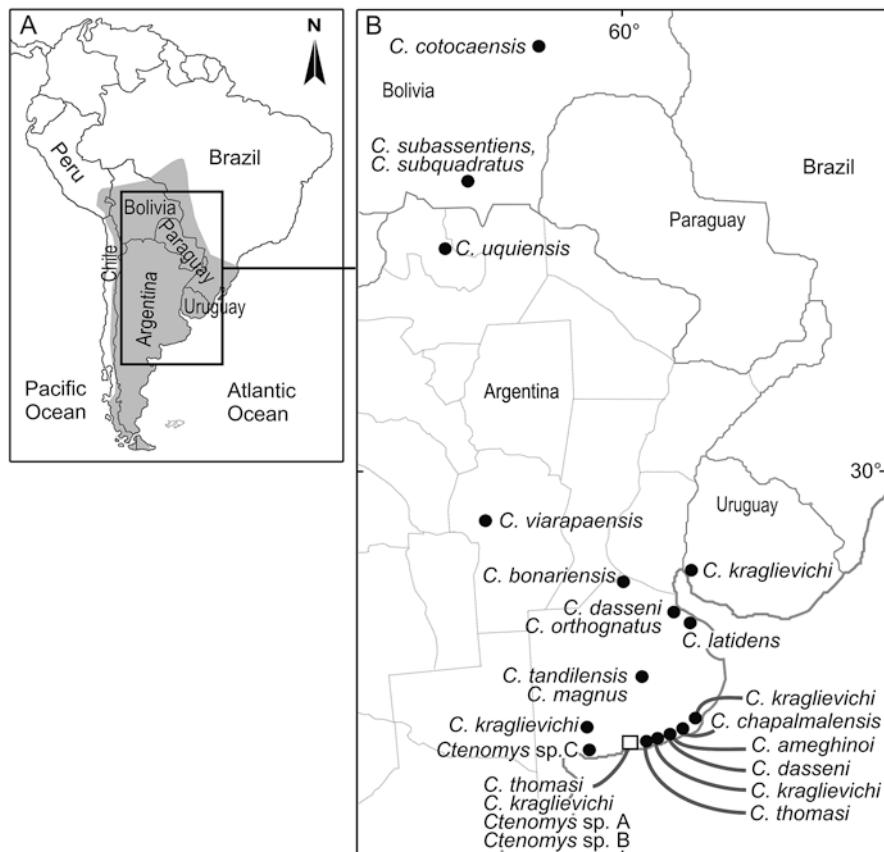 A
N
Peru
Brazil
Bolivia
Paraguay
Chile
Argentina
Uruguay
Pacific
Ocean
Atlantic
Ocean
B
60°
C. cotocaensis
Bolivia
C. subassentiens,
C. subquadratus
Brazil
Paraguay
C. uquiensis
Argentina
30°
Uruguay
C. viarapaensis
C. kraglievichi
C. bonariensis
C. dasseni
C. orthognatus
C. latidens
C. tandilensis
C. magnus
C. kraglievichi
C. kraglievichi
C. chapalmalensis
Ctenomys sp. C
C. ameghinoi
C. dasseni
C. thomasi
C. kraglievichi
C. kraglievichi
C. thomasi
Ctenomys sp. A
Ctenomys sp. B